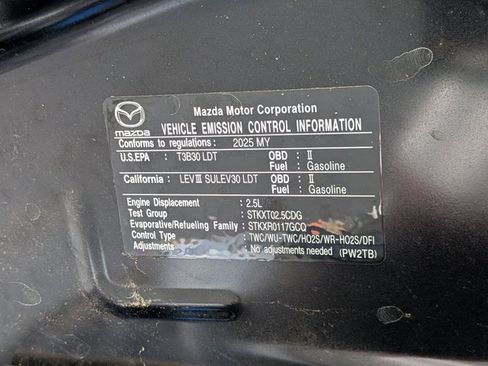 Mazda Motor Corporation
mazda
VEHICLE EMISSION CONTROL INFORMATION
Conforms to regulations : 2025 MY
U.S.EPA : T3B30 LDT OBD : II
Fuel : Gasoline
California : LEVIII SULEV30 LDT OBD : II
Fuel : Gasoline
Engine Displacement : 2.5L
Test Group : STKXT02.5CDG
Evaporative/Refueling Family : STKXR0117GCQ
Control Type : TWC/WU-TWC/HO2S/WR-HO2S/DFI
Adjustments : No adjustments needed (PW2TB)